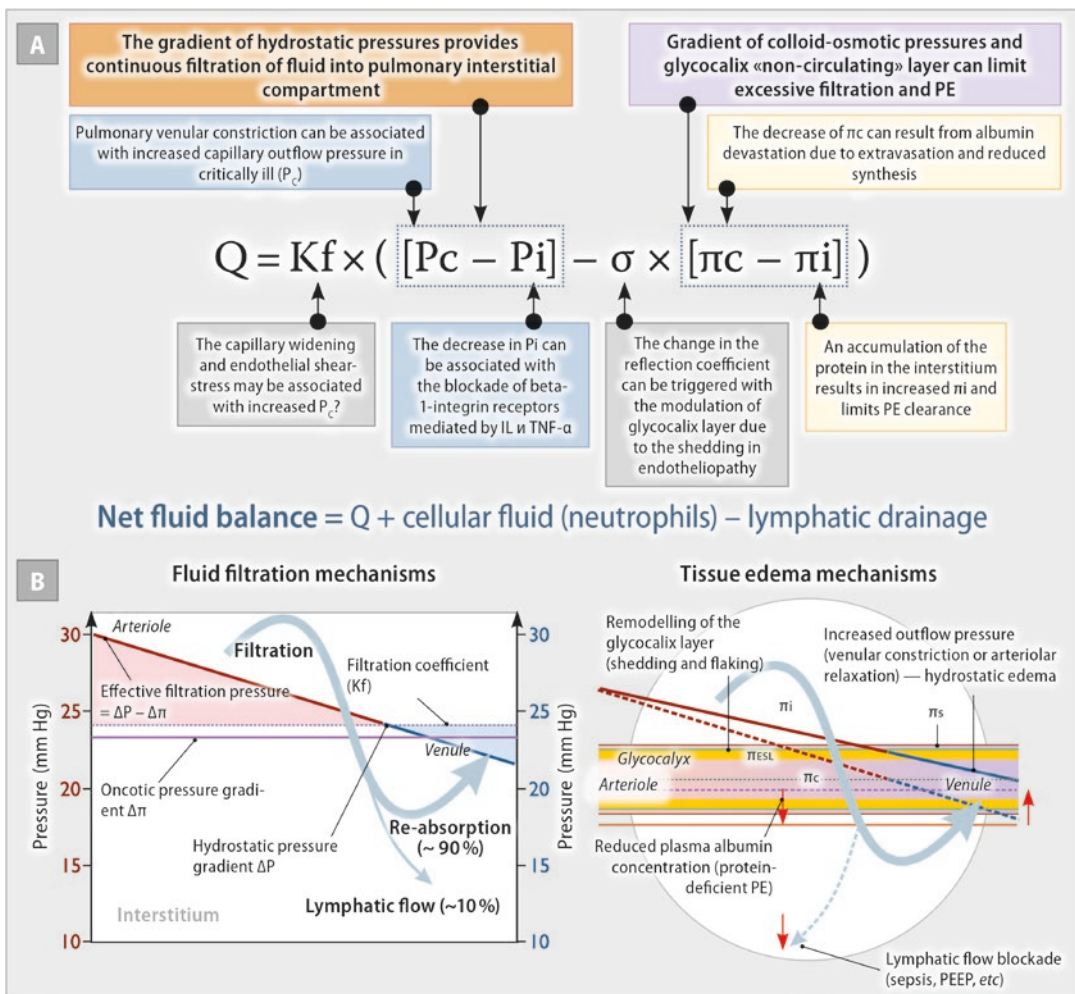 A
The gradient of hydrostatic pressures provides
continuous filtration of fluid into pulmonary interstitial
compartment
Gradient of colloid-osmotic pressures and
glycocalix «non-circulating» layer can limit
excessive filtration and PE
Pulmonary venular constriction can be associated
with increased capillary outflow pressure in
critically ill (P_C)
The decrease of πc can result from albumin
devastation due to extravasation and reduced
synthesis
Q = Kf × ( [Pc – Pi] – σ × [πc – πi] )
The capillary widening
and endothelial shear-
stress may be associated
with increased P_C?
The decrease in Pi can
be associated with
the blockade of beta-
1-integrin receptors
mediated by IL и TNF-α
The change in the
reflection coefficient
can be triggered with
the modulation of
glycocalix layer due
to the shedding in
endotheliopathy
An accumulation of the
protein in the interstitium
results in increased πi and
limits PE clearance
Net fluid balance = Q + cellular fluid (neutrophils) – lymphatic drainage
B
Fluid filtration mechanisms
Pressure (mm Hg)
30
25
20
15
10
Arteriole
Filtration
Filtration coefficient
(Kf)
Effective filtration pressure
= ΔP – Δπ
Venule
Oncotic pressure gradi-
ent Δπ
Hydrostatic pressure
gradient ΔP
Re-absorption
(~ 90 %)
Lymphatic flow (~10 %)
Interstitium
30
25
20
15
10
Pressure (mm Hg)
Tissue edema mechanisms
Remodelling of the
glycocalix layer
(shedding and flaking)
Increased outflow pressure
(venular constriction or arteriolar
relaxation) — hydrostatic edema
πi
πs
Glycocalyx
πESL
πc
Arteriole
Venule
Reduced plasma albumin
concentration (protein-
deficient PE)
Lymphatic flow blockade
(sepsis, PEEP, etc)